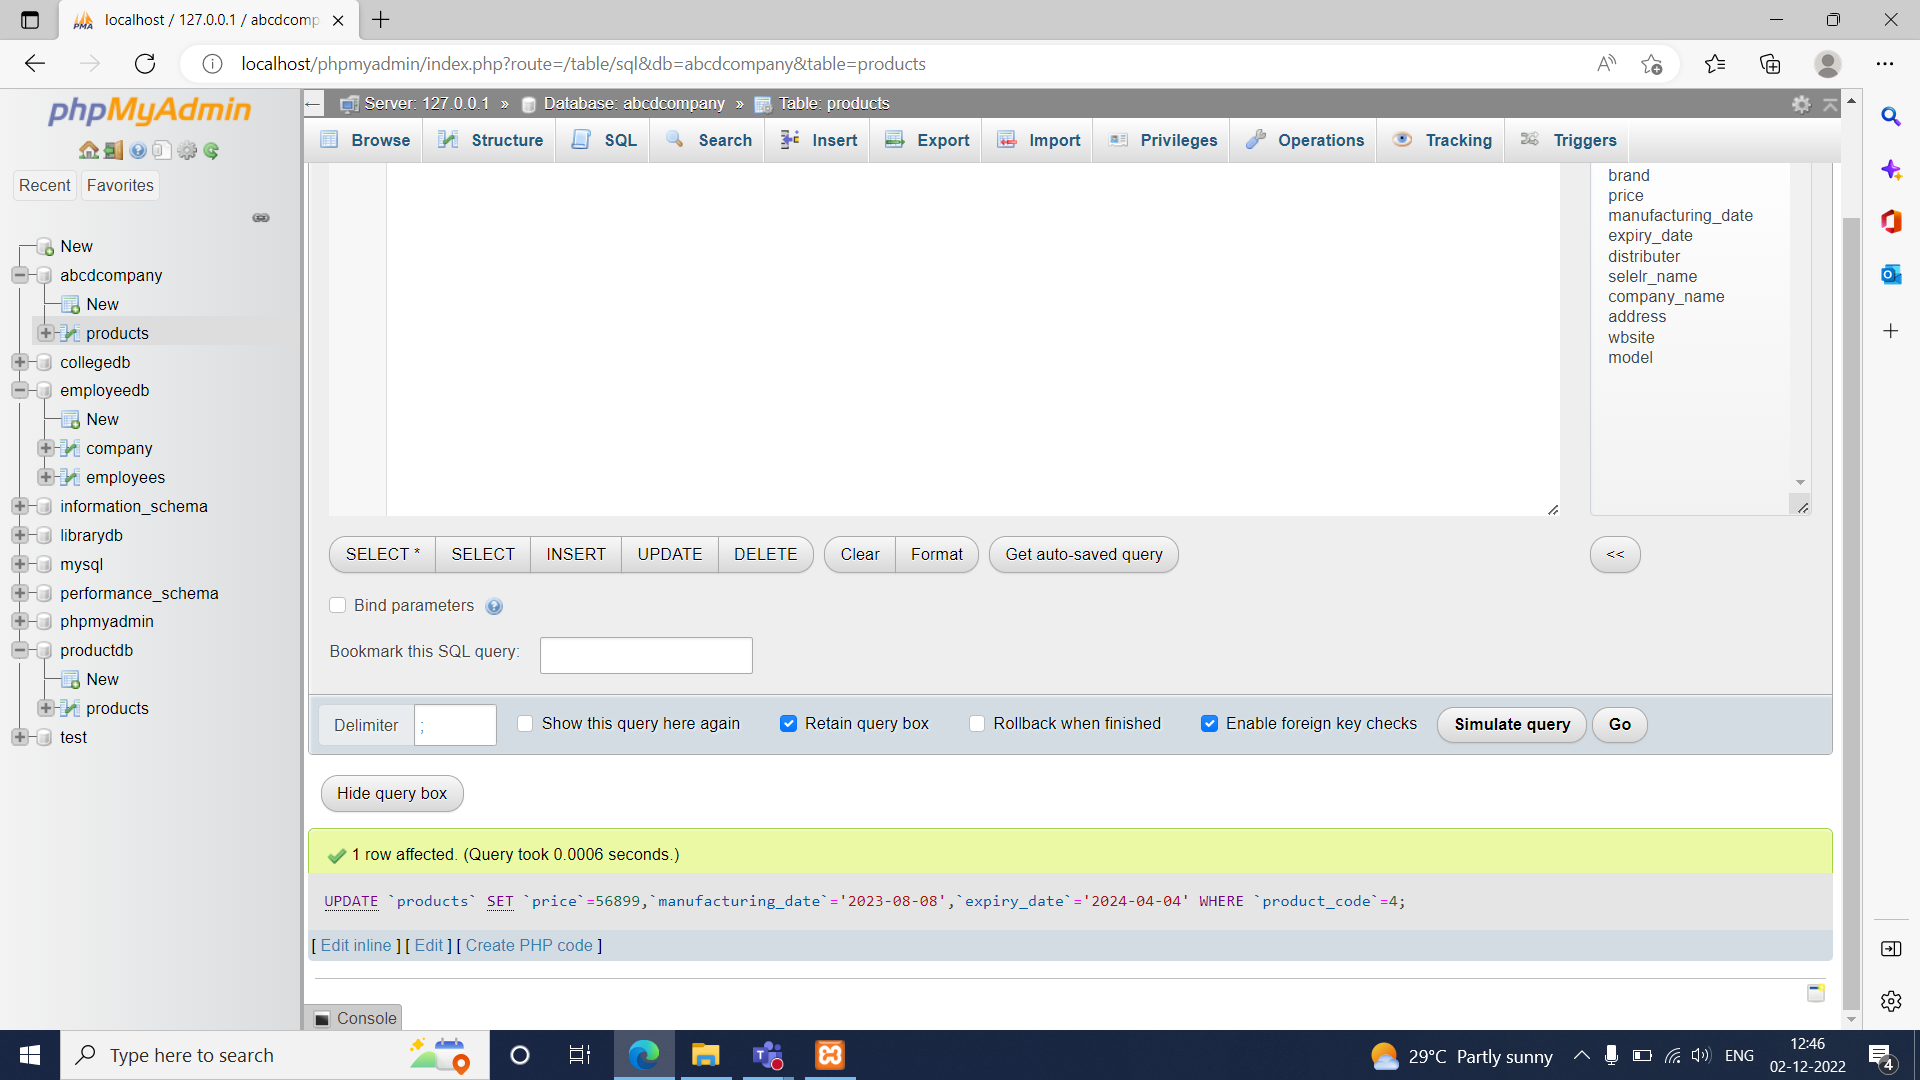 localhost / 127.0.0.1 / abcdcomp
localhost/phpmyadmin/index.php?route=/table/sql&db=abcdcompany&table=products
phpMyAdmin
Recent Favorites
New
abcdcompany
New
products
collegedb
employeedb
New
company
employees
information_schema
librarydb
mysql
performance_schema
phpmyadmin
productdb
New
products
test
Server: 127.0.0.1 » Database: abcdcompany » Table: products
Browse Structure SQL Search Insert Export Import Privileges Operations Tracking Triggers
brand
price
manufacturing_date
expiry_date
distributer
selelr_name
company_name
address
wbsite
model
SELECT * SELECT INSERT UPDATE DELETE Clear Format Get auto-saved query <<
Bind parameters
Bookmark this SQL query:
Delimiter ; Show this query here again Retain query box Rollback when finished Enable foreign key checks Simulate query Go
Hide query box
1 row affected. (Query took 0.0006 seconds.)
UPDATE `products` SET `price`=56899,`manufacturing_date`='2023-08-08',`expiry_date`='2024-04-04' WHERE `product_code`=4;
[ Edit inline ] [ Edit ] [ Create PHP code ]
Console
Type here to search
29°C Partly sunny
ENG
12:46
02-12-2022
4